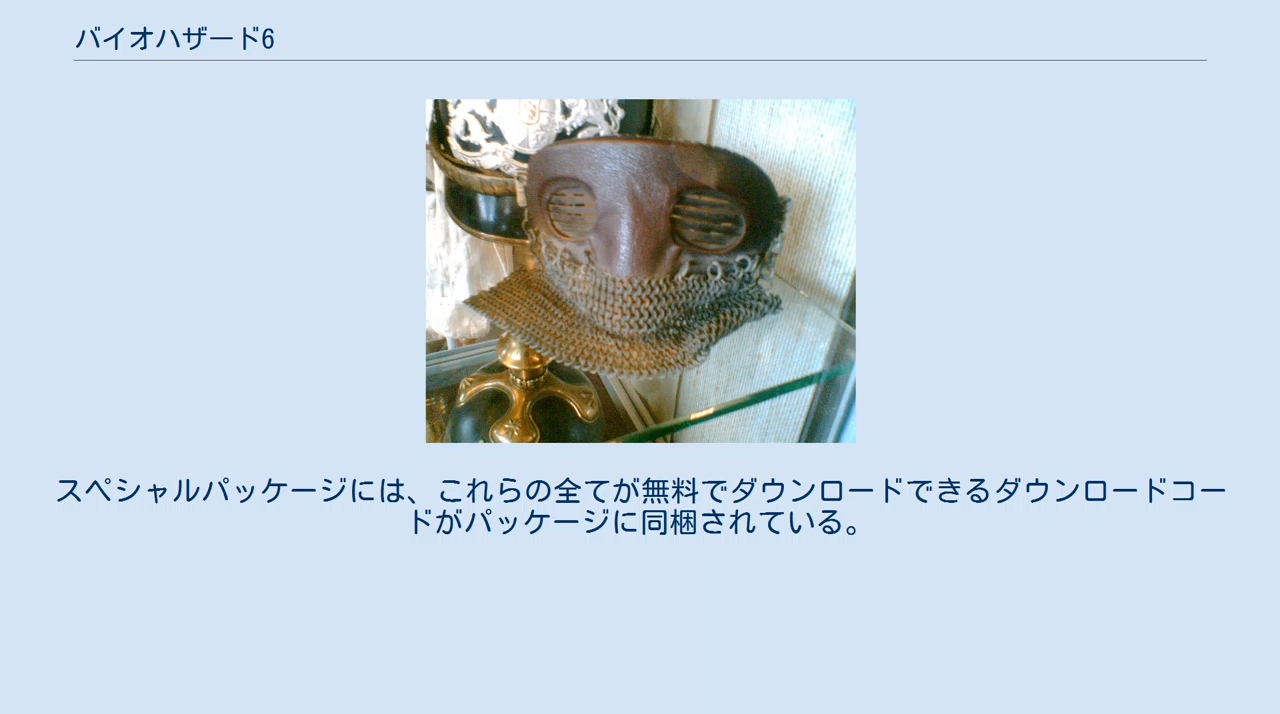 バイオハザード6
スペシャルパッケージには、これらの全てが無料でダウンロードできるダウンロードコー
ドがパッケージに同梱されている。